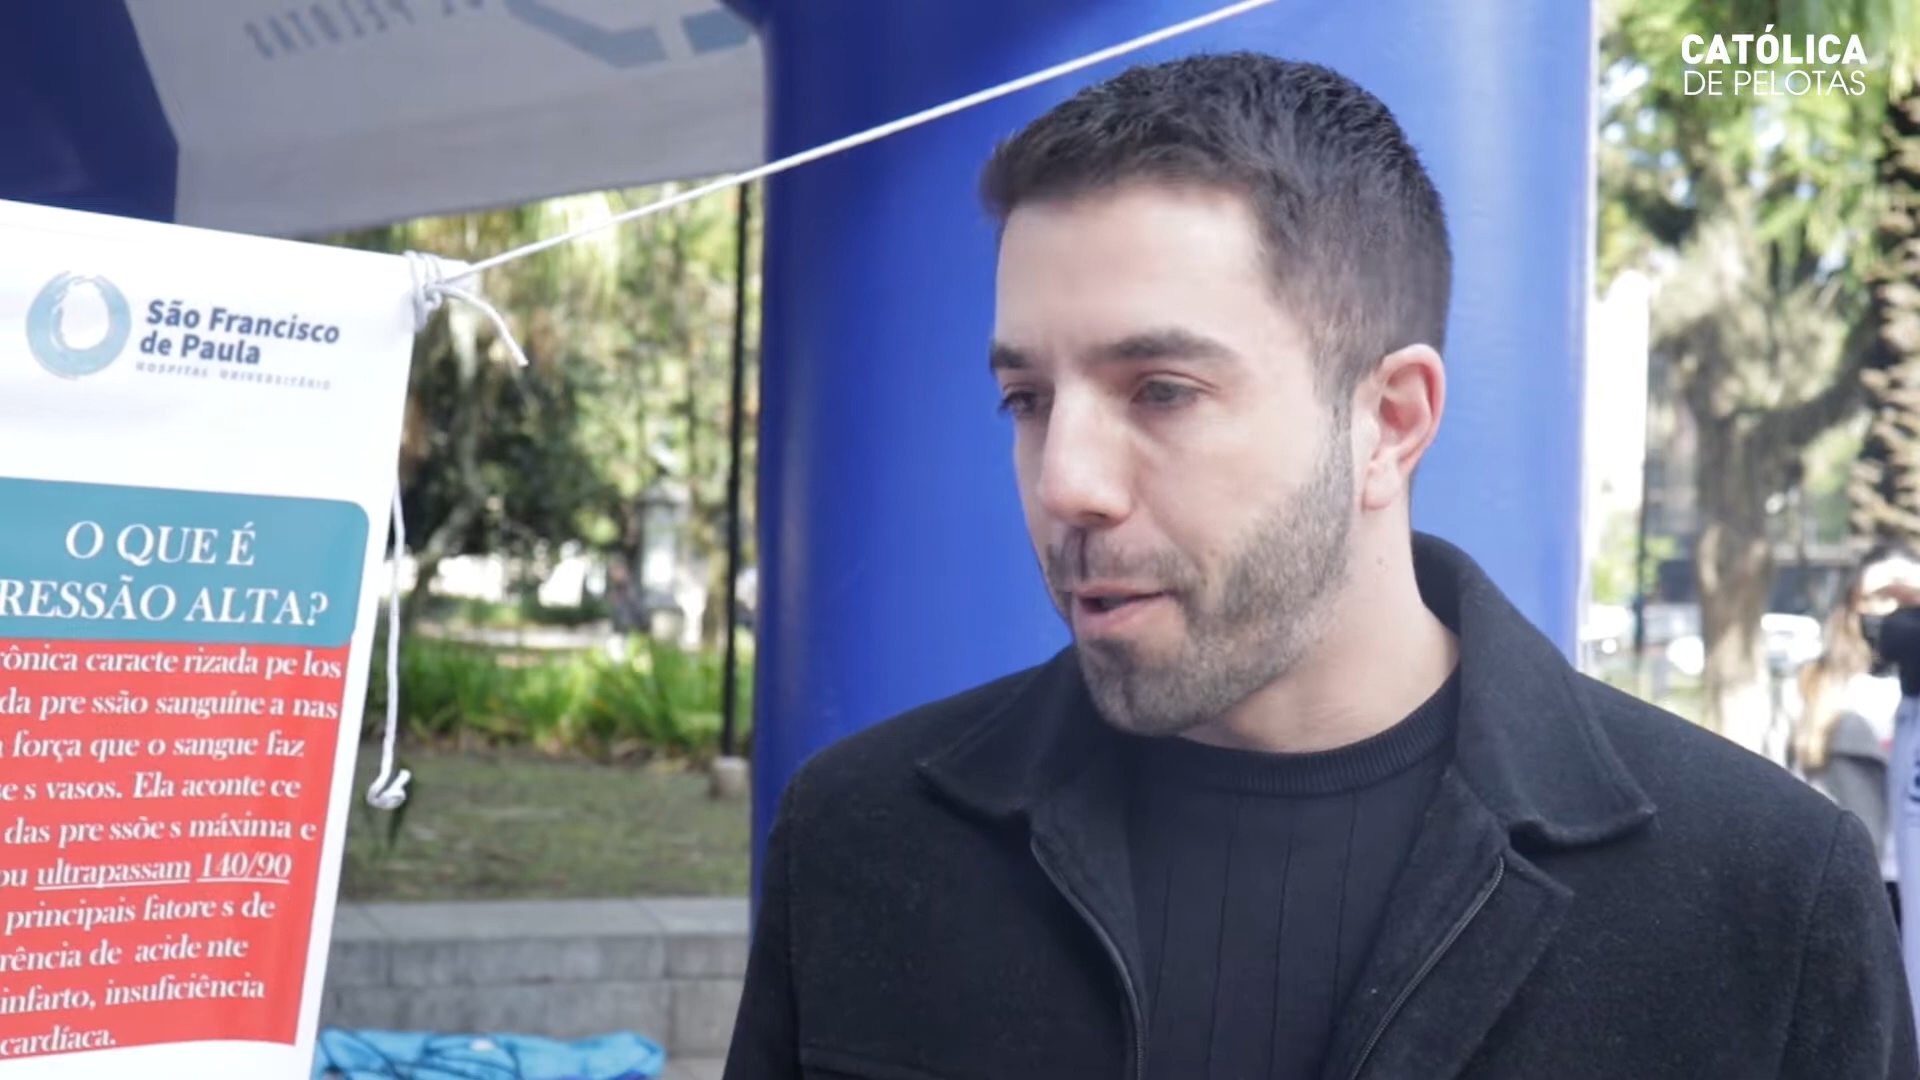 CATÓLICA
DE PELOTAS
São Francisco
de Paula
HOSPITAL UNIVERSITÁRIO
O QUE É
RESSÃO ALTA?
rônica caracte rizada pe los
da pre ssão sanguíne a nas
força que o sangue faz
se s vasos. Ela aconte ce
das pre ssõe s máxima e
ou ultrapassam 140/90
principais fatore s de
rência de acide nte
infarto, insuficiência
cardíaca.